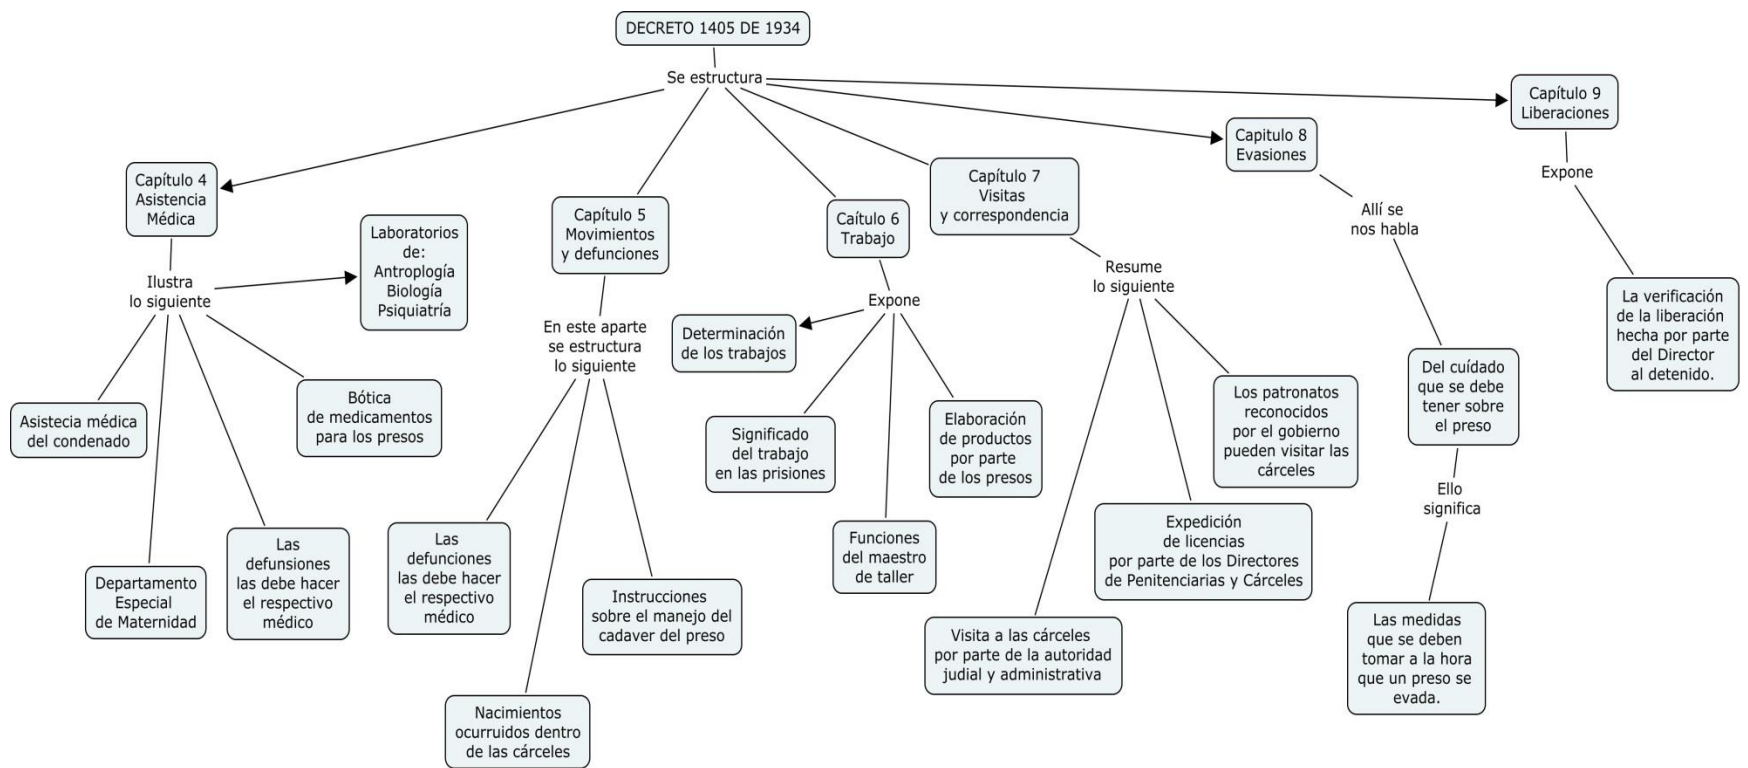 DECRETO 1405 DE 1934
Se estructura
Capítulo 4
Asistencia
Médica
Ilustra
lo siguiente
Laboratorios
de:
Antroplogía
Biología
Psiquiatría
Asistecia médica
del condenado
Departamento
Especial
de Maternidad
Las
defunsiones
las debe hacer
el respectivo
médico
Bótica
de medicamentos
para los presos
Capítulo 5
Movimientos
y defunciones
En este aparte
se estructura
lo siguiente
Las
defunciones
las debe hacer
el respectivo
médico
Nacimientos
ocurruidos dentro
de las cárceles
Instrucciones
sobre el manejo del
cadaver del preso
Caítulo 6
Trabajo
Expone
Determinación
de los trabajos
Significado
del trabajo
en las prisiones
Funciones
del maestro
de taller
Elaboración
de productos
por parte
de los presos
Capítulo 7
Visitas
y correspondencia
Resume
lo siguiente
Visita a las cárceles
por parte de la autoridad
judial y administrativa
Expedición
de licencias
por parte de los Directores
de Penitenciarias y Cárceles
Los patronatos
reconocidos
por el gobierno
pueden visitar las
cárceles
Capitulo 8
Evasiones
Allí se
nos habla
Del cuídado
que se debe
tener sobre
el preso
Ello
significa
Las medidas
que se deben
tomar a la hora
que un preso se
evada.
Capítulo 9
Liberaciones
Expone
La verificación
de la liberación
hecha por parte
del Director
al detenido.